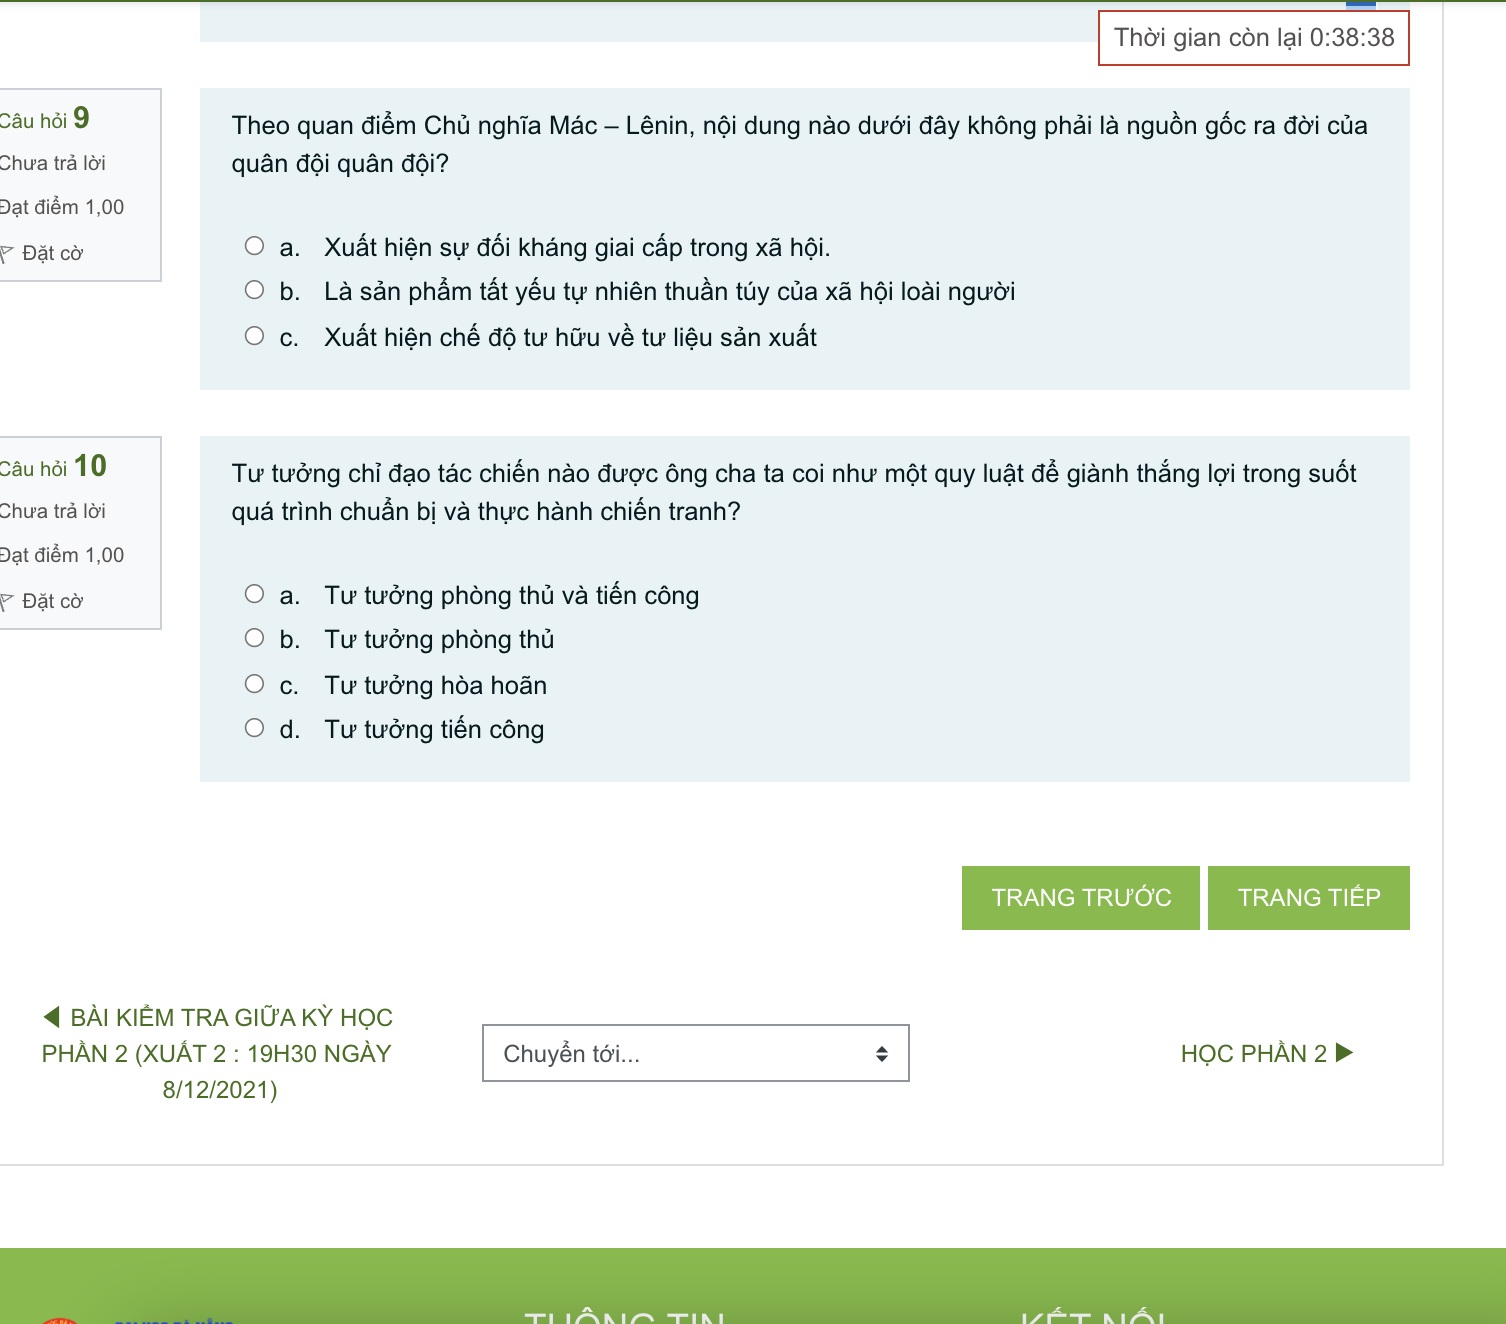 Thời gian còn lại 0:38:38
Câu hỏi 9
Chưa trả lời
Đạt điểm 1,00
Đặt cờ
Theo quan điểm Chủ nghĩa Mác – Lênin, nội dung nào dưới đây không phải là nguồn gốc ra đời của
quân đội quân đội?
a. Xuất hiện sự đối kháng giai cấp trong xã hội.
b. Là sản phẩm tất yếu tự nhiên thuần túy của xã hội loài người
c. Xuất hiện chế độ tư hữu về tư liệu sản xuất
Câu hỏi 10
Chưa trả lời
Đạt điểm 1,00
Đặt cờ
Tư tưởng chỉ đạo tác chiến nào được ông cha ta coi như một quy luật để giành thắng lợi trong suốt
quá trình chuẩn bị và thực hành chiến tranh?
a. Tư tưởng phòng thủ và tiến công
b. Tư tưởng phòng thủ
c. Tư tưởng hòa hoãn
d. Tư tưởng tiến công
TRANG TRƯỚC
TRANG TIẾP
BÀI KIỂM TRA GIỮA KỲ HỌC
PHẦN 2 (XUẤT 2 : 19H30 NGÀY
8/12/2021)
Chuyển tới...
HỌC PHẦN 2
THÔNG TIN
KẾT NỐI